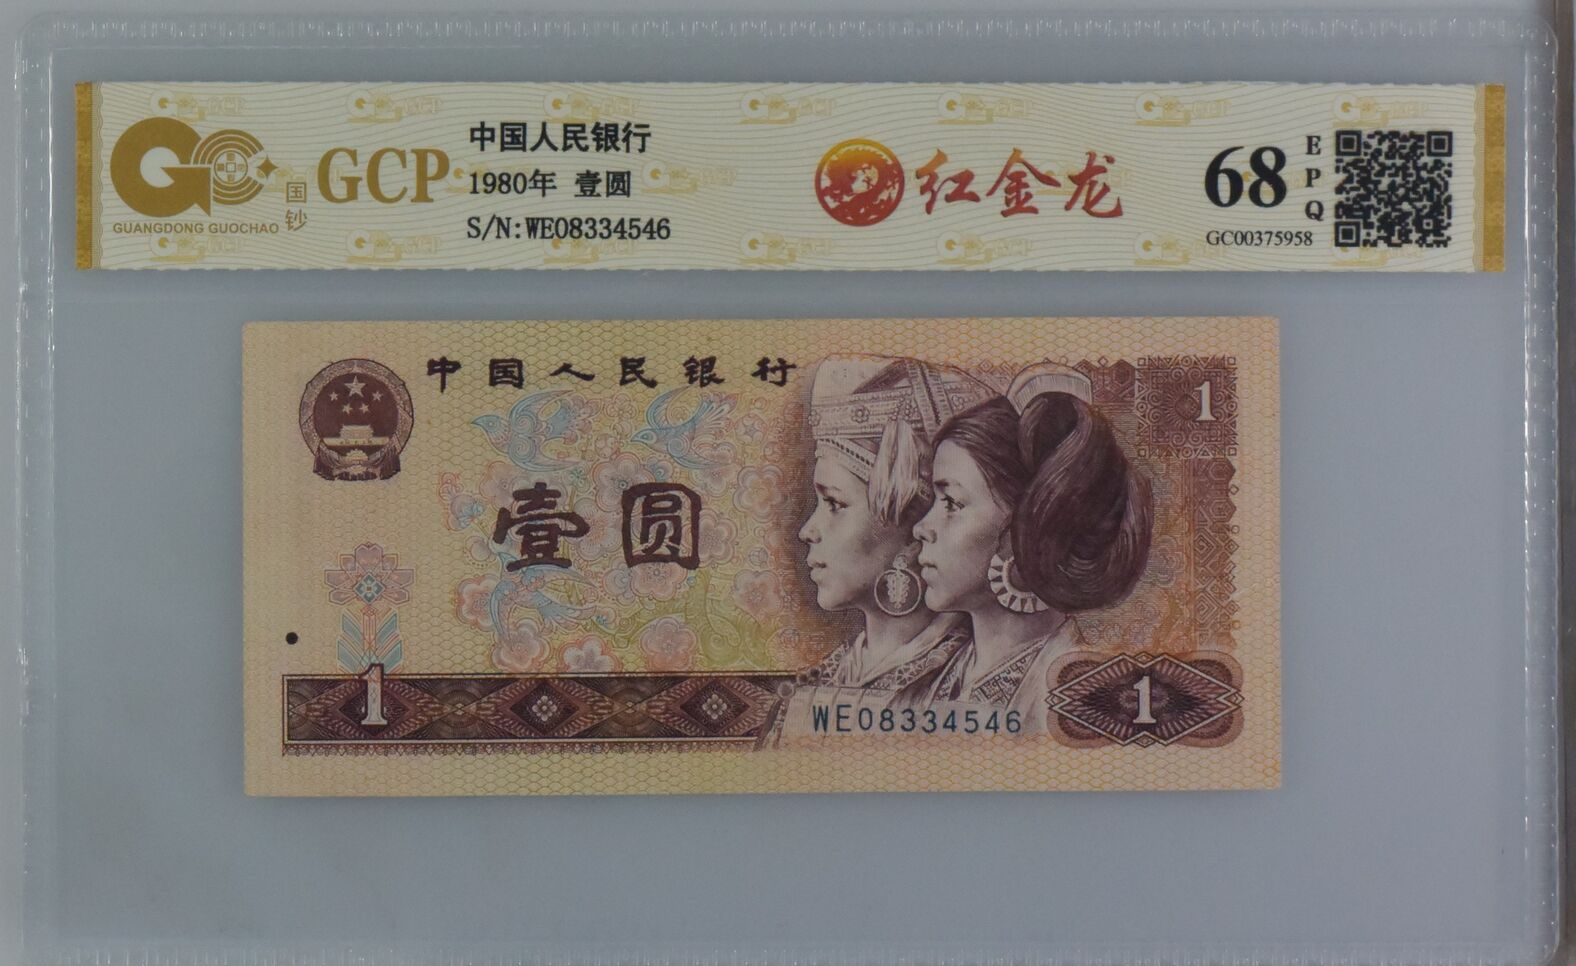 GCP
国钞
GUANGDONG GUOCHAO
中国人民银行
1980年 壹圆
S/N:WE08334546
红金龙
68
EPQ
GC00375958
中国人民银行
1
壹圆
1
WE08334546
1